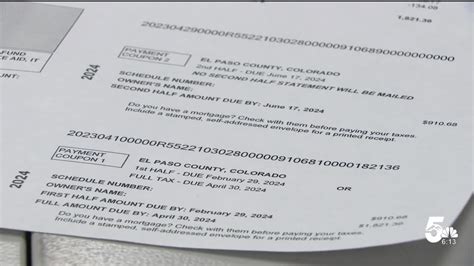 -134.08
1,821.36
FUND
ICE AID, IT
2023042900000R55221030280000009106890000000000
PAYMENT
COUPON 2
EL PASO COUNTY, COLORADO
2nd HALF - DUE June 17, 2024
NO SECOND HALF STATEMENT WILL BE MAILED
2024
SCHEDULE NUMBER:
OWNER'S NAME:
SECOND HALF AMOUNT DUE BY: June 17, 2024
$910.68
Do you have a mortgage? Check with them before paying your taxes.
Include a stamped, self-addressed envelope for a printed receipt.
202304100000R55221030280000009106810000000182136
PAYMENT
COUPON 1
EL PASO COUNTY, COLORADO
1st HALF - DUE February 29, 2024 OR
FULL TAX - DUE April 30, 2024
2024
SCHEDULE NUMBER:
OWNER'S NAME:
FIRST HALF AMOUNT DUE BY: February 29, 2024
$910.68
FULL AMOUNT DUE BY: April 30, 2024
Do you have a mortgage? Check with them before paying your taxes.
Include a stamped, self-addressed envelope for a printed receipt.
5
6:13